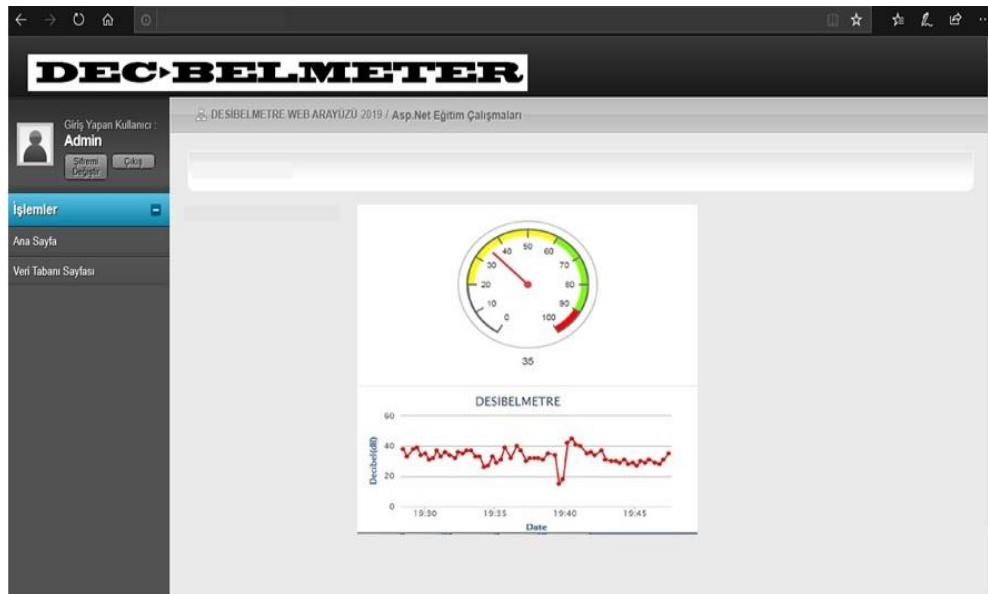 DEC BELMETER
DESİBELMETRE WEB ARAYÜZÜ 2019 / Asp.Net Eğitim Çalışmaları
Giriş Yapan Kullanıcı :
Admin
Şifremi
Değiştir
Çıkış
İşlemler
Ana Sayfa
Veri Tabanı Sayfası
0
10
20
30
40
50
60
70
80
90
100
35
DESİBELMETRE
Decibel(dB)
60
40
20
0
19:30
19:35
19:40
19:45
Date